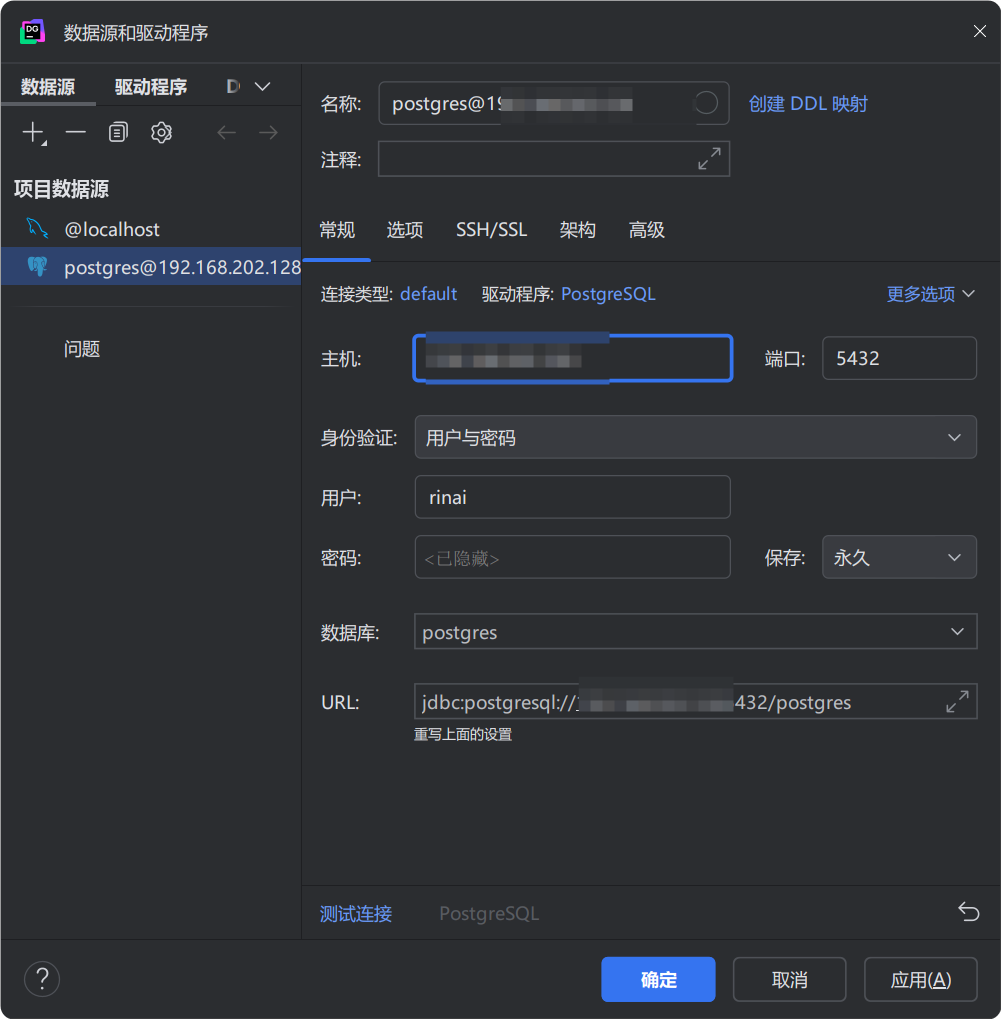 DG
数据源和驱动程序
数据源 驱动程序 D
项目数据源
@localhost
postgres@192.168.202.128
问题
名称: postgres@19 创建 DDL 映射
注释:
常规 选项 SSH/SSL 架构 高级
连接类型: default 驱动程序: PostgreSQL 更多选项
主机: 端口: 5432
身份验证: 用户与密码
用户: rinai
密码: <已隐藏> 保存: 永久
数据库: postgres
URL: jdbc:postgresql:// 432/postgres
重写上面的设置
测试连接 PostgreSQL
? 确定 取消 应用(A)